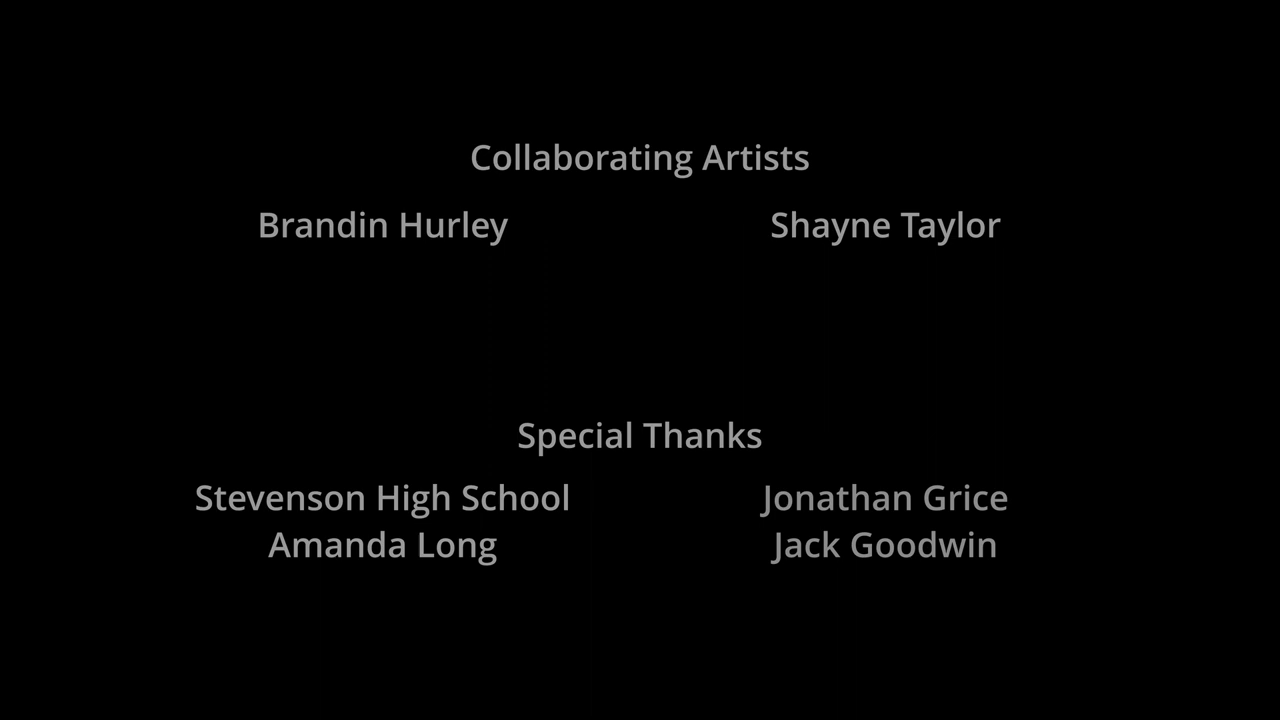 Collaborating Artists
Brandin Hurley Shayne Taylor
Special Thanks
Stevenson High School Jonathan Grice
Amanda Long Jack Goodwin